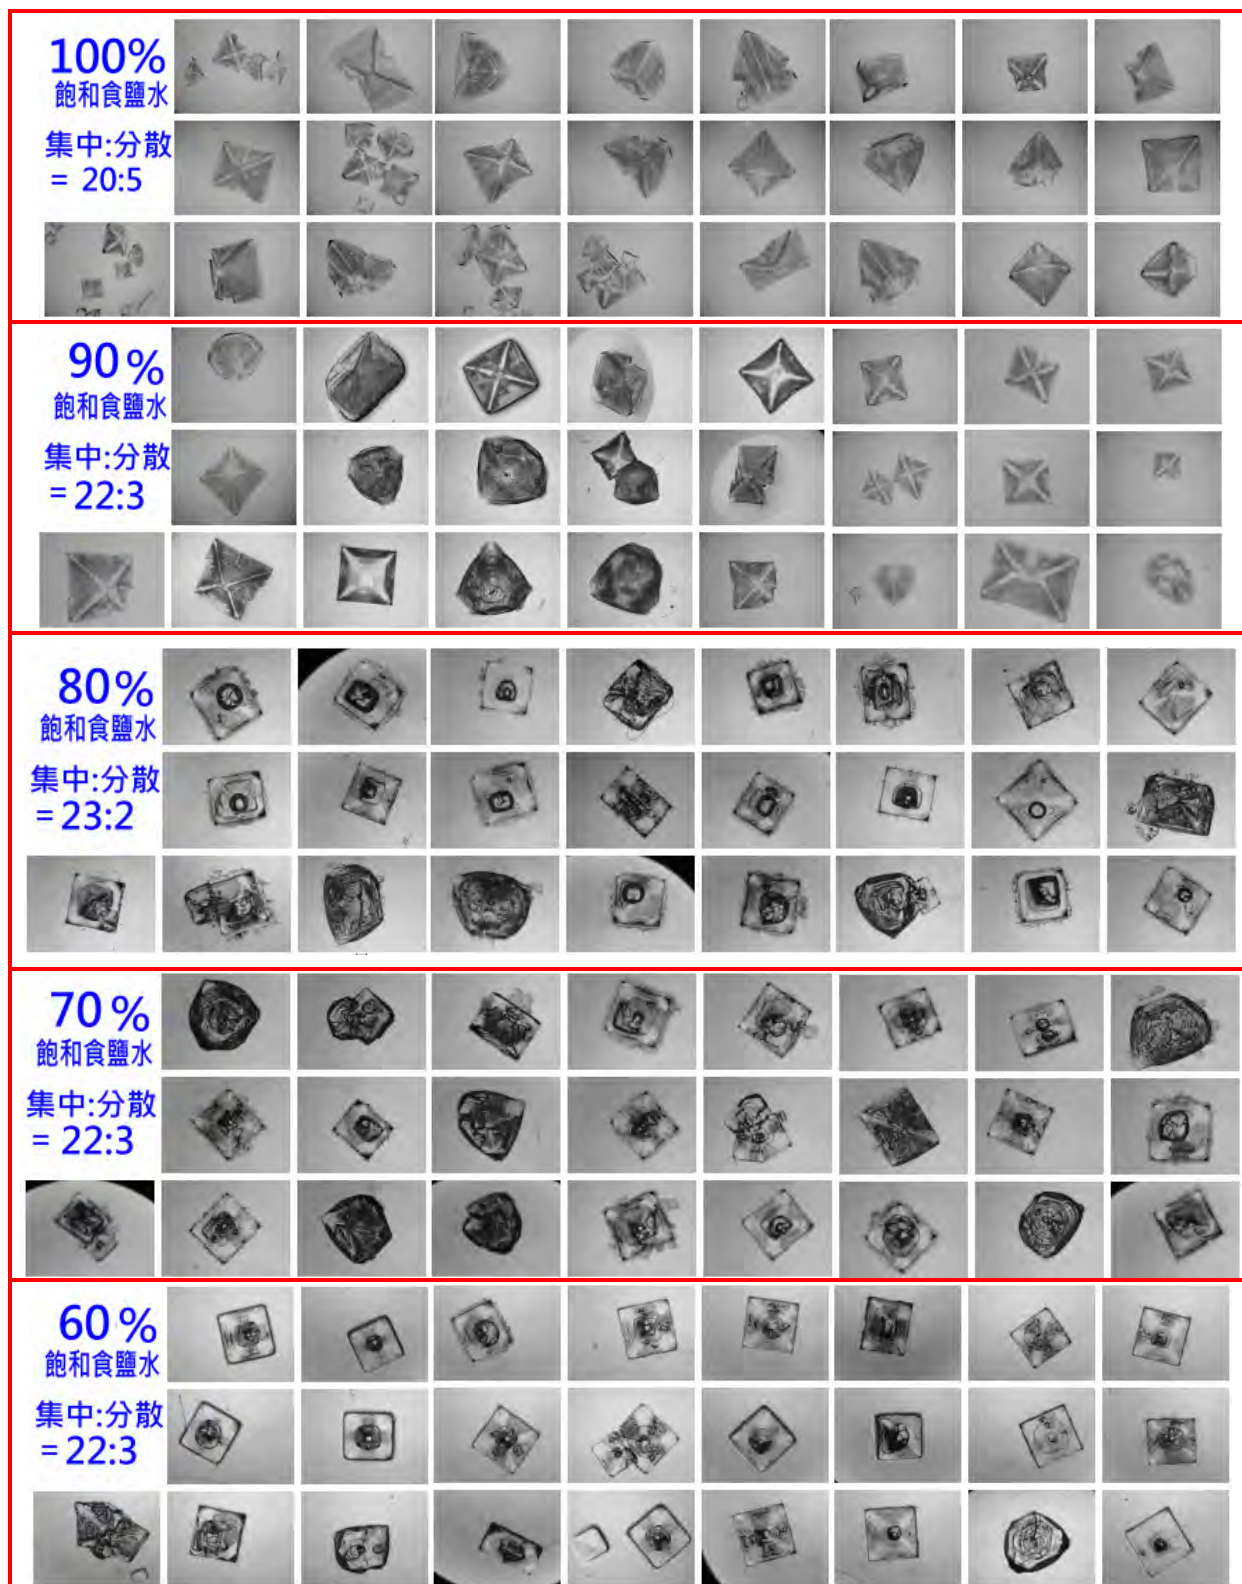 100%
飽和食鹽水
集中:分散
= 20:5
90%
飽和食鹽水
集中:分散
= 22:3
80%
飽和食鹽水
集中:分散
= 23:2
70%
飽和食鹽水
集中:分散
= 22:3
60%
飽和食鹽水
集中:分散
= 22:3